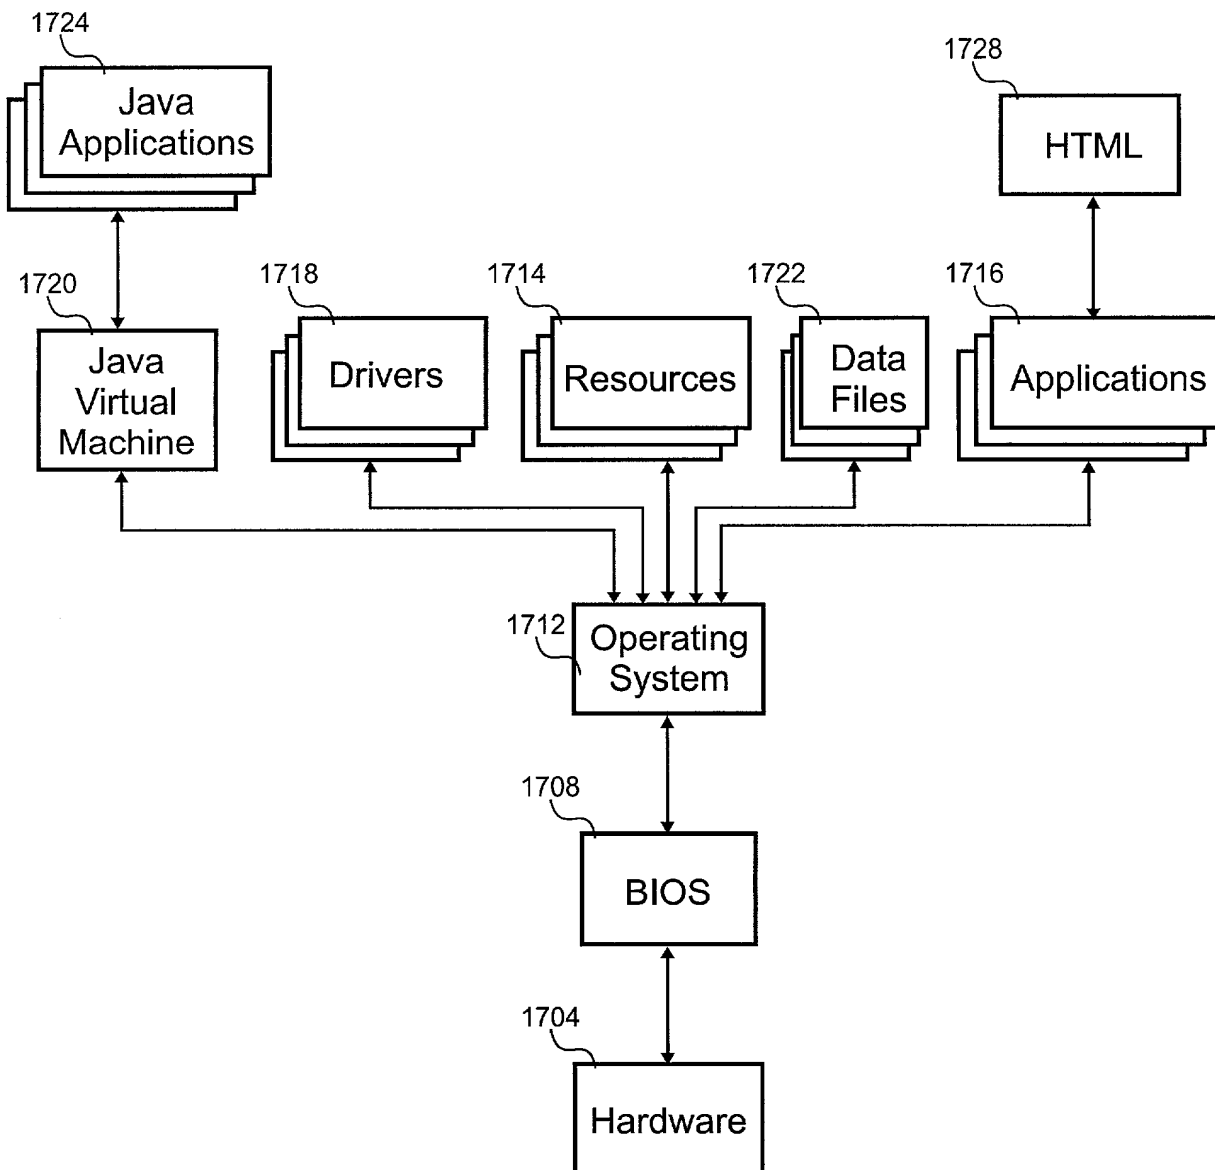 1724
Java
Applications
1728
HTML
1720
Java
Virtual
Machine
1718
Drivers
1714
Resources
1722
Data
Files
1716
Applications
1712
Operating
System
1708
BIOS
1704
Hardware